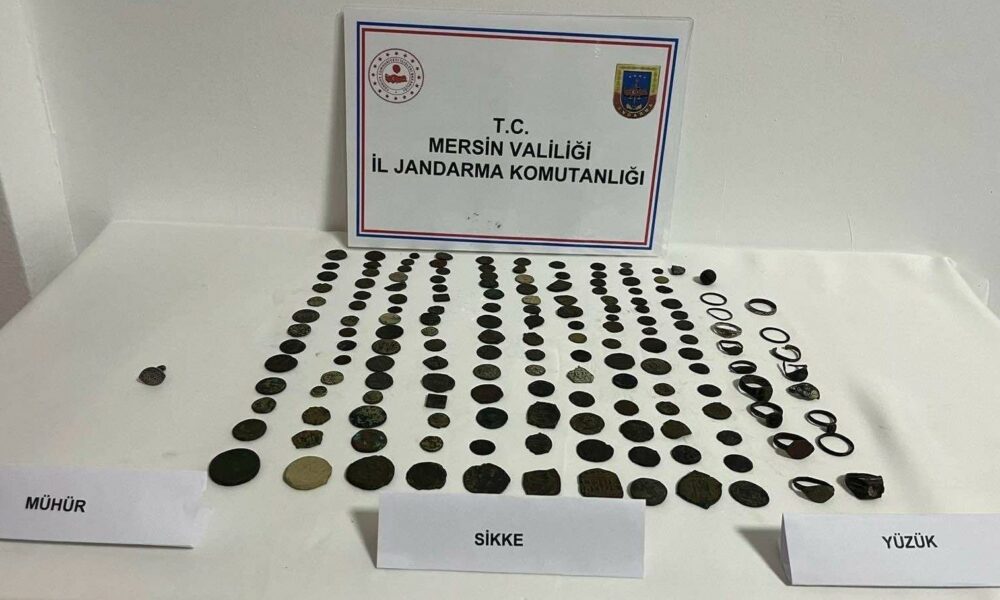 T.C.
MERSİN VALİLİĞİ
İL JANDARMA KOMUTANLIĞI
MÜHÜR
SİKKE
YÜZÜK